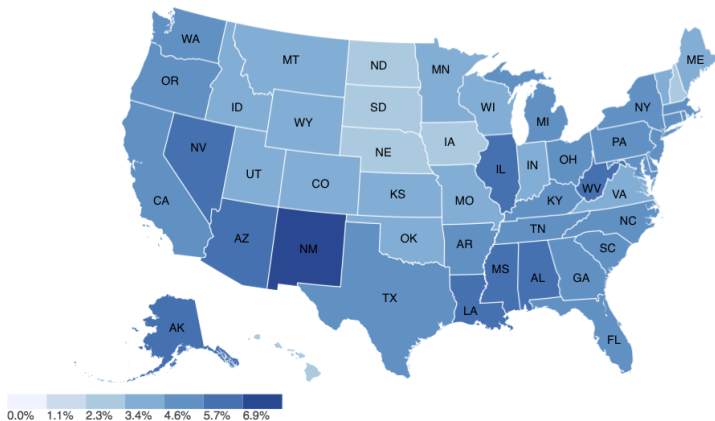 WA
ME
MT
ND
MN
OR
ID
SD
WI
NY
WY
MI
IA
PA
NE
NV
OH
IL
IN
UT
CO
WV
VA
KS
MO
KY
CA
NC
TN
OK
AZ
AR
SC
NM
MS
AL
GA
TX
LA
AK
FL
0.0% 1.1% 2.3% 3.4% 4.6% 5.7% 6.9%